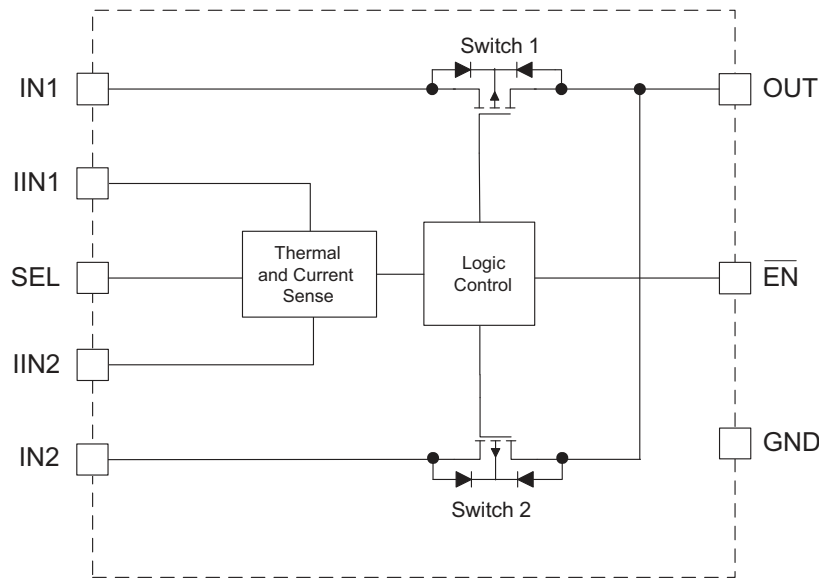 Switch 1
IN1
OUT
IIN1
SEL
Thermal
and Current
Sense
Logic
Control
EN
IIN2
IN2
GND
Switch 2